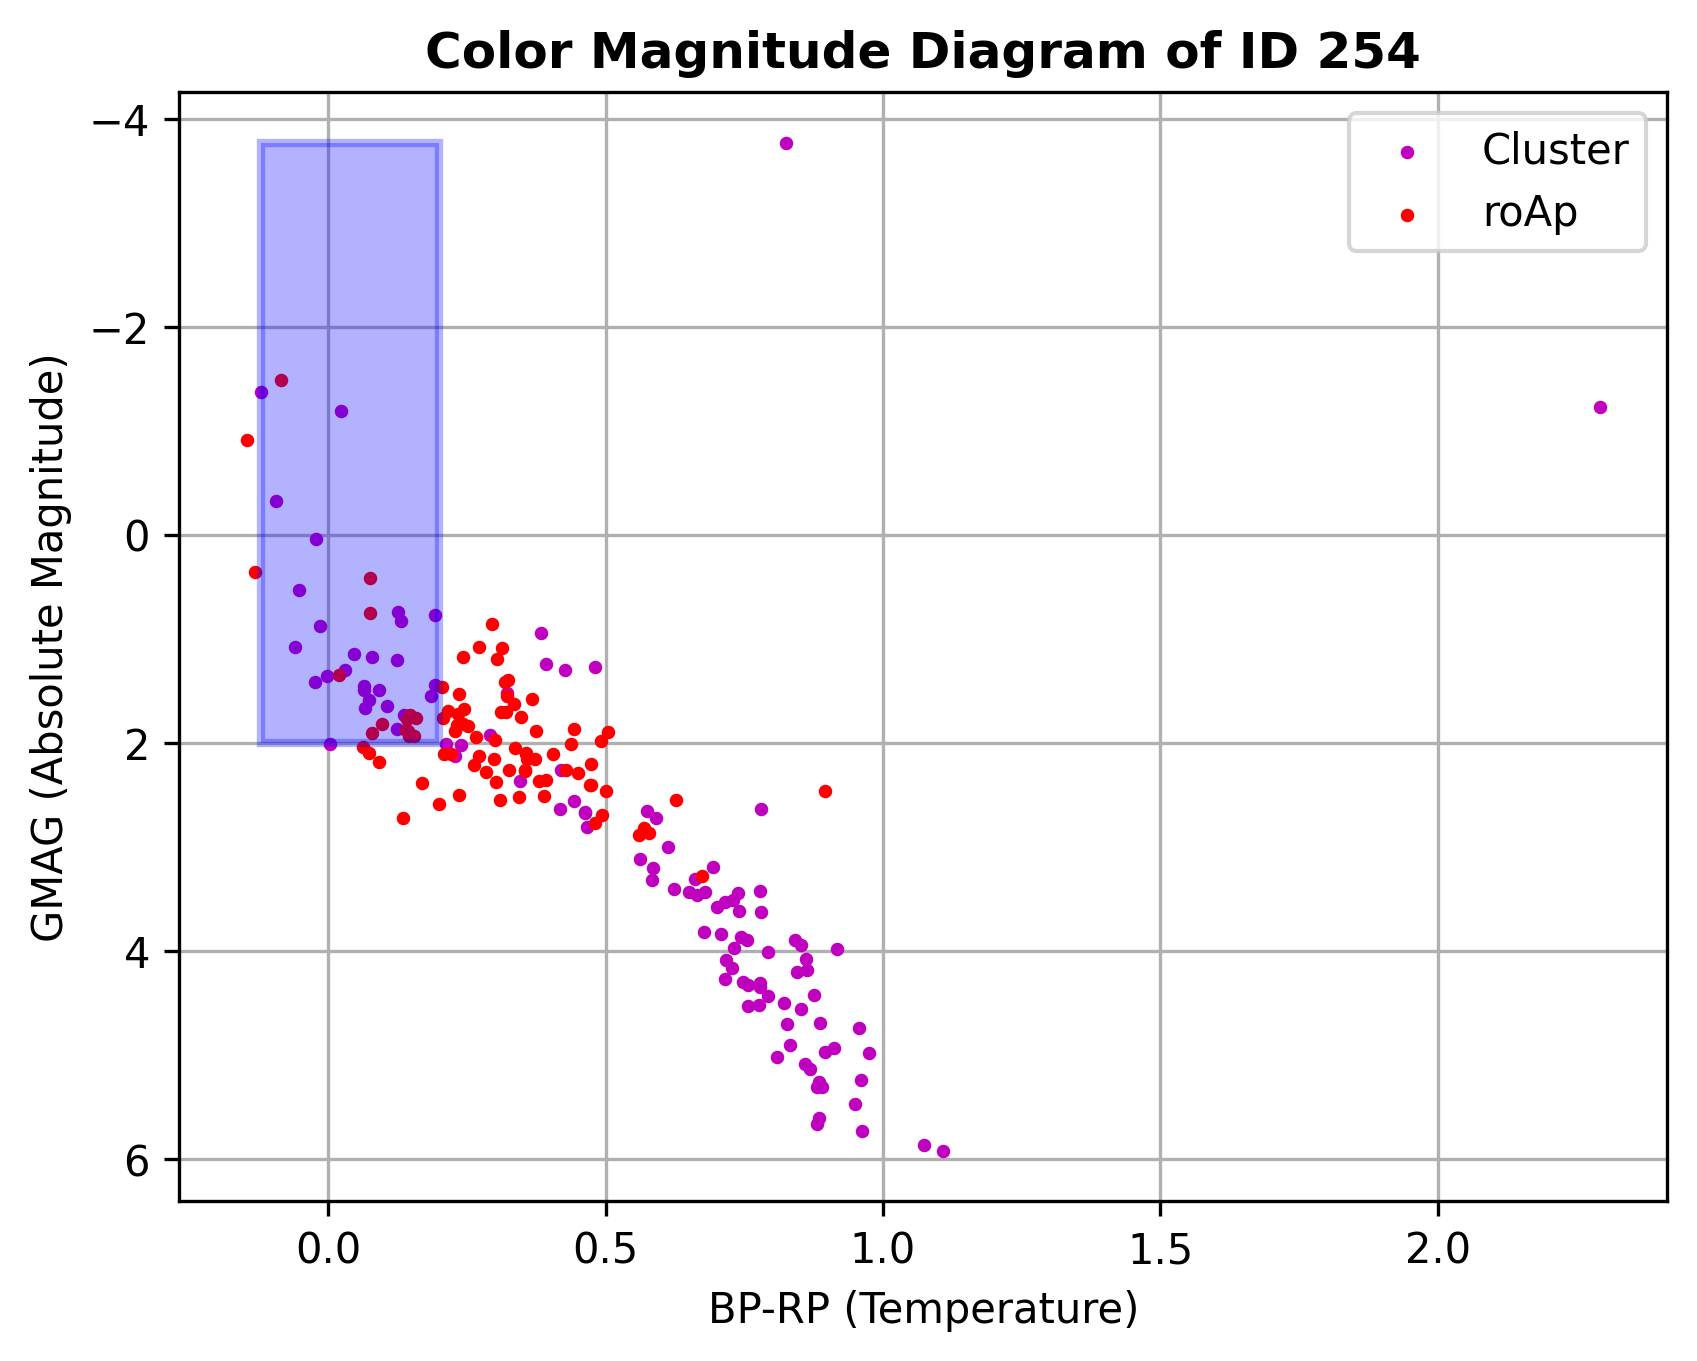 Color Magnitude Diagram of ID 254
Cluster
roAp
GMAG (Absolute Magnitude)
−4
−2
0
2
4
6
0.0 0.5 1.0 1.5 2.0
BP-RP (Temperature)